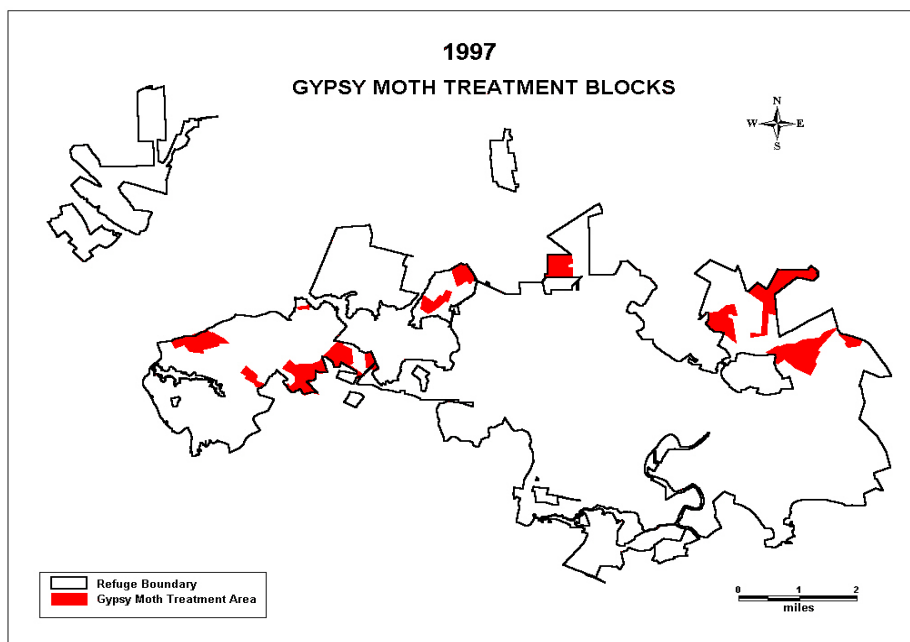 1997
GYPSY MOTH TREATMENT BLOCKS
N
W E
S
Refuge Boundary
Gypsy Moth Treatment Area
0 1 2
miles